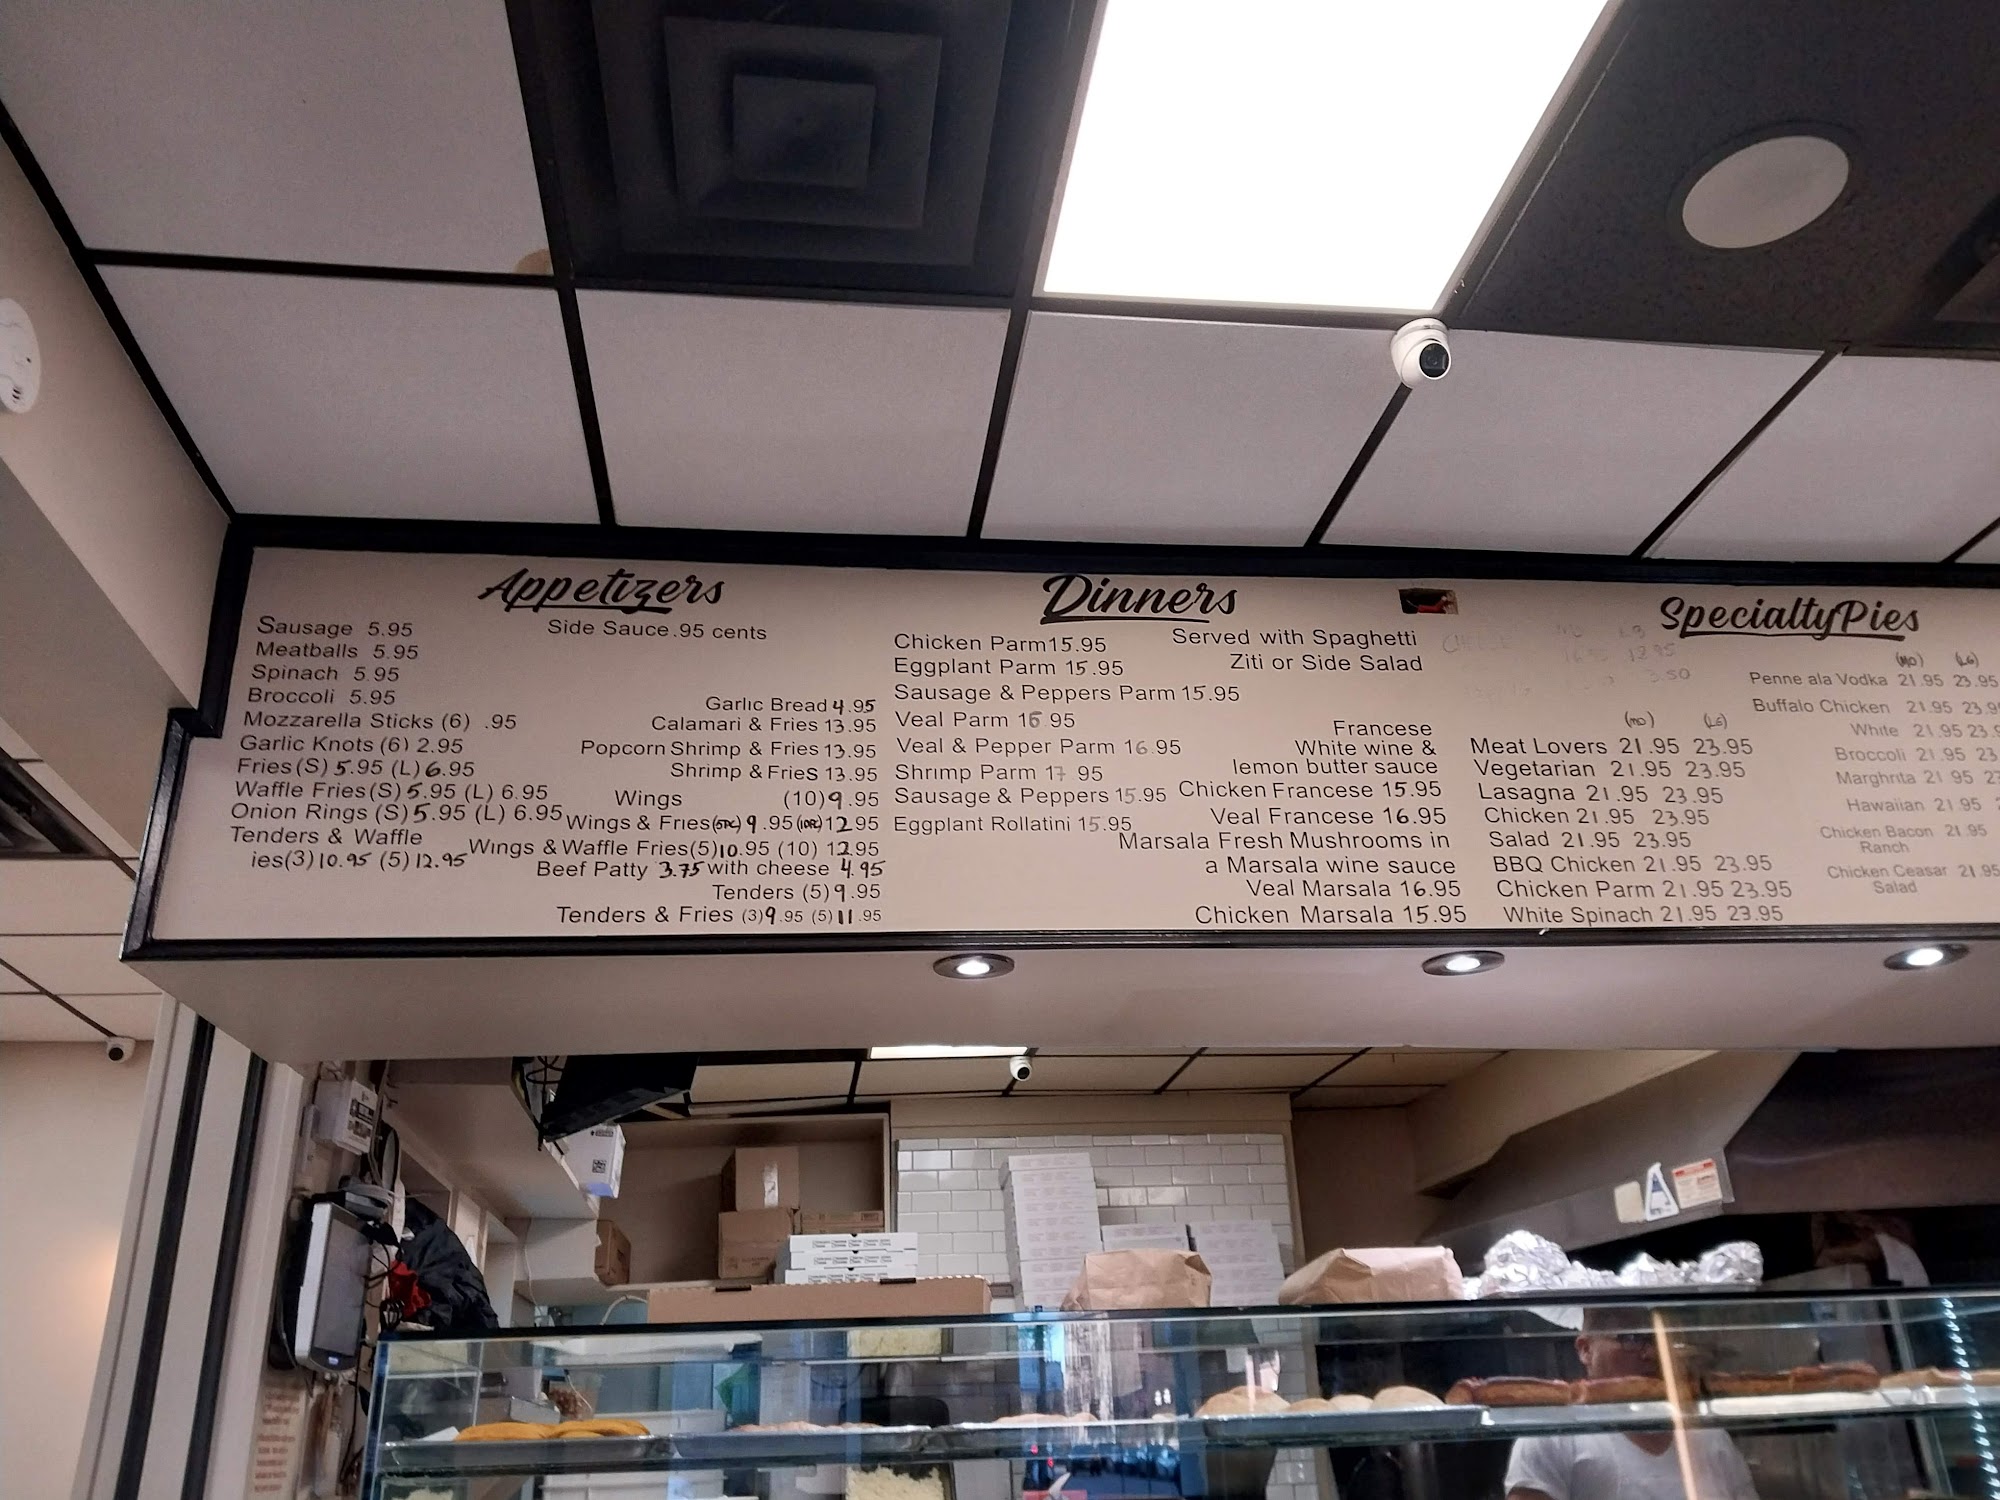 Appetizers
Sausage 5.95
Meatballs 5.95
Spinach 5.95
Broccoli 5.95
Mozzarella Sticks (6) .95
Garlic Knots (6) 2.95
Fries (S) 5.95 (L) 6.95
Waffle Fries (S) 5.95 (L) 6.95
Onion Rings (S) 5.95 (L) 6.95
Tenders & Waffle
ies (3) 10.95 (5) 12.95
Side Sauce .95 cents
Garlic Bread 4.95
Calamari & Fries 13.95
Popcorn Shrimp & Fries 13.95
Shrimp & Fries 13.95
Wings (10) 9.95
Wings & Fries (5PC) 9.95 (10PC) 12.95
Wings & Waffle Fries (5) 10.95 (10) 12.95
Beef Patty 3.75 with cheese 4.95
Tenders (5) 9.95
Tenders & Fries (3) 9.95 (5) 11.95
Dinners
Chicken Parm 15.95
Eggplant Parm 15.95
Sausage & Peppers Parm 15.95
Veal Parm 16 95
Veal & Pepper Parm 16 95
Shrimp Parm 17 95
Sausage & Peppers 15.95
Eggplant Rollatini 15.95
Served with Spaghetti
Ziti or Side Salad
Francese
White wine &
lemon butter sauce
Chicken Francese 15.95
Veal Francese 16.95
Marsala Fresh Mushrooms in
a Marsala wine sauce
Veal Marsala 16.95
Chicken Marsala 15.95
SpecialtyPies
(MD) (LG)
Meat Lovers 21.95 23.95
Vegetarian 21.95 23.95
Lasagna 21.95 23.95
Chicken 21.95 23.95
Salad 21.95 23.95
BBQ Chicken 21.95 23.95
Chicken Parm 21.95 23.95
White Spinach 21.95 23.95
(MD) (LG)
Penne ala Vodka 21.95 23.95
Buffalo Chicken 21.95 23.9
White 21.95 23.9
Broccoli 21.95 23
Marghrita 21 95 2
Hawaiian 21 95
Chicken Bacon 21.95
Ranch
Chicken Ceasar 21.95
Salad